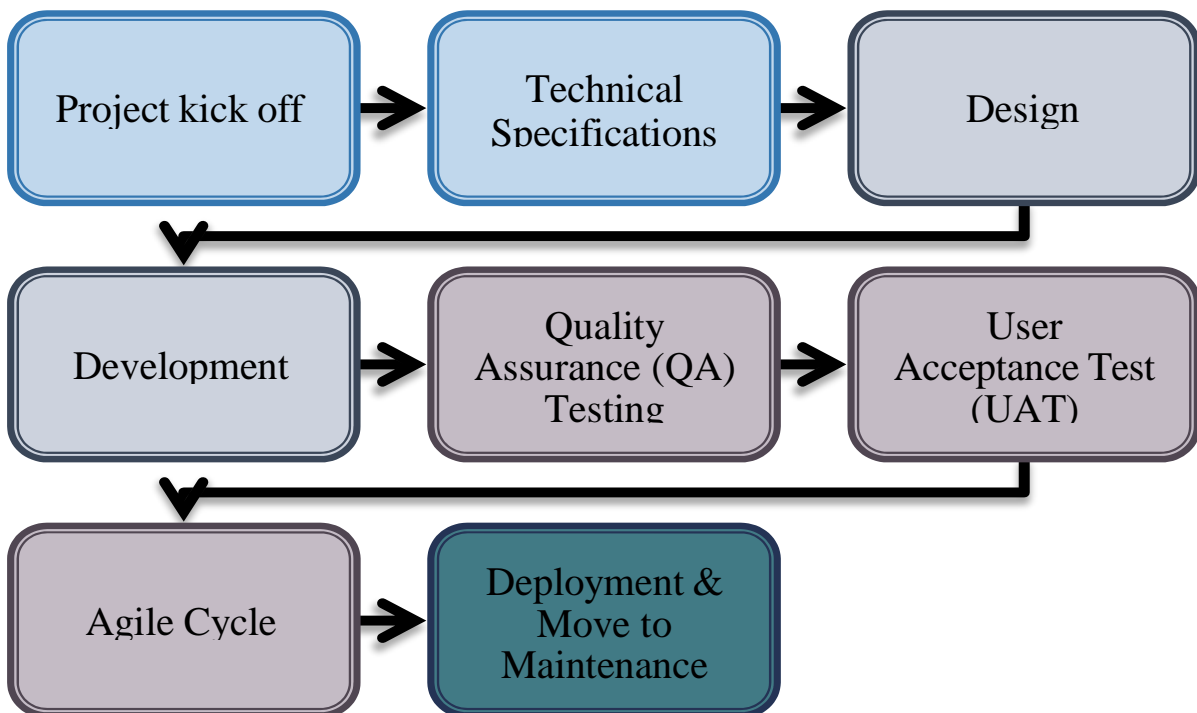 Project kick off
Technical
Specifications
Design
Development
Quality
Assurance (QA)
Testing
User
Acceptance Test
(UAT)
Agile Cycle
Deployment &
Move to
Maintenance